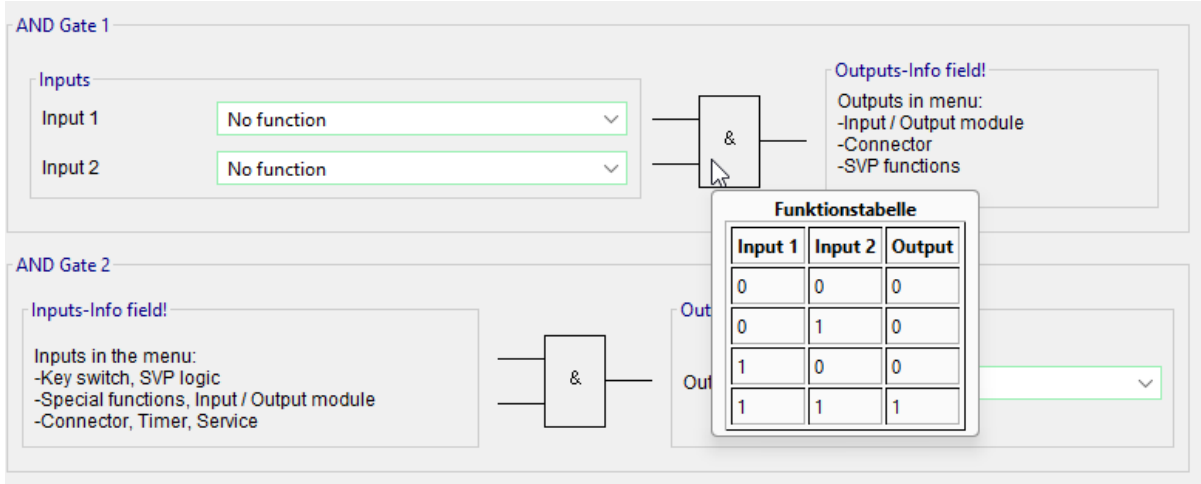 AND Gate 1
Inputs
Input 1 No function
Input 2 No function
&
Outputs-Info field!
Outputs in menu:
-Input / Output module
-Connector
-SVP functions
Funktionstabelle
Input 1 Input 2 Output
0 0 0
0 1 0
1 0 0
1 1 1
AND Gate 2
Inputs-Info field!
Inputs in the menu:
-Key switch, SVP logic
-Special functions, Input / Output module
-Connector, Timer, Service
&
Out
Out